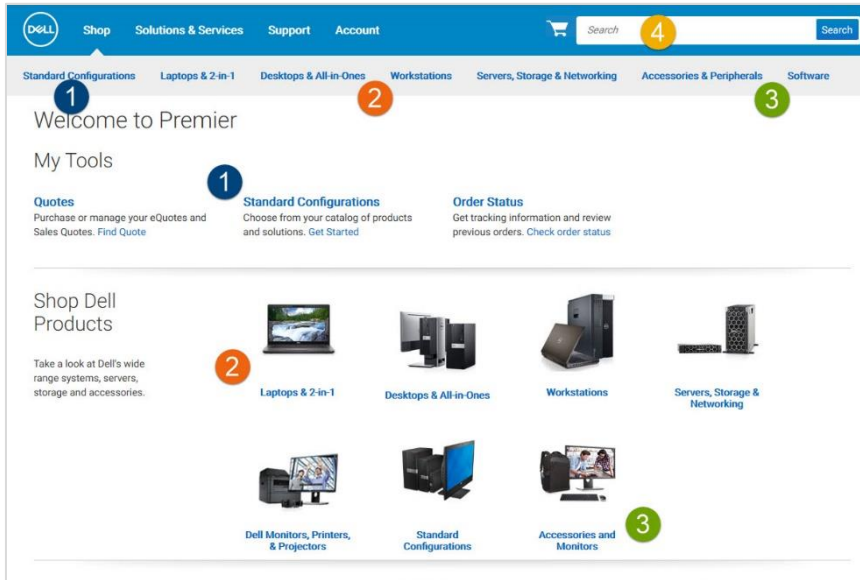 DELL
Shop Solutions & Services Support Account Search 4 Search
Standard Configurations Laptops & 2-in-1 Desktops & All-in-Ones Workstations Servers, Storage & Networking Accessories & Peripherals Software
1 2 3
Welcome to Premier
My Tools
1
Quotes Standard Configurations Order Status
Purchase or manage your eQuotes and Choose from your catalog of products Get tracking information and review
Sales Quotes. Find Quote and solutions. Get Started previous orders. Check order status
Shop Dell
Products
Take a look at Dell's wide
range systems, servers,
storage and accessories.
2
Laptops & 2-in-1 Desktops & All-in-Ones Workstations Servers, Storage &
Networking
Dell Monitors, Printers, Standard Accessories and
& Projectors Configurations Monitors
3